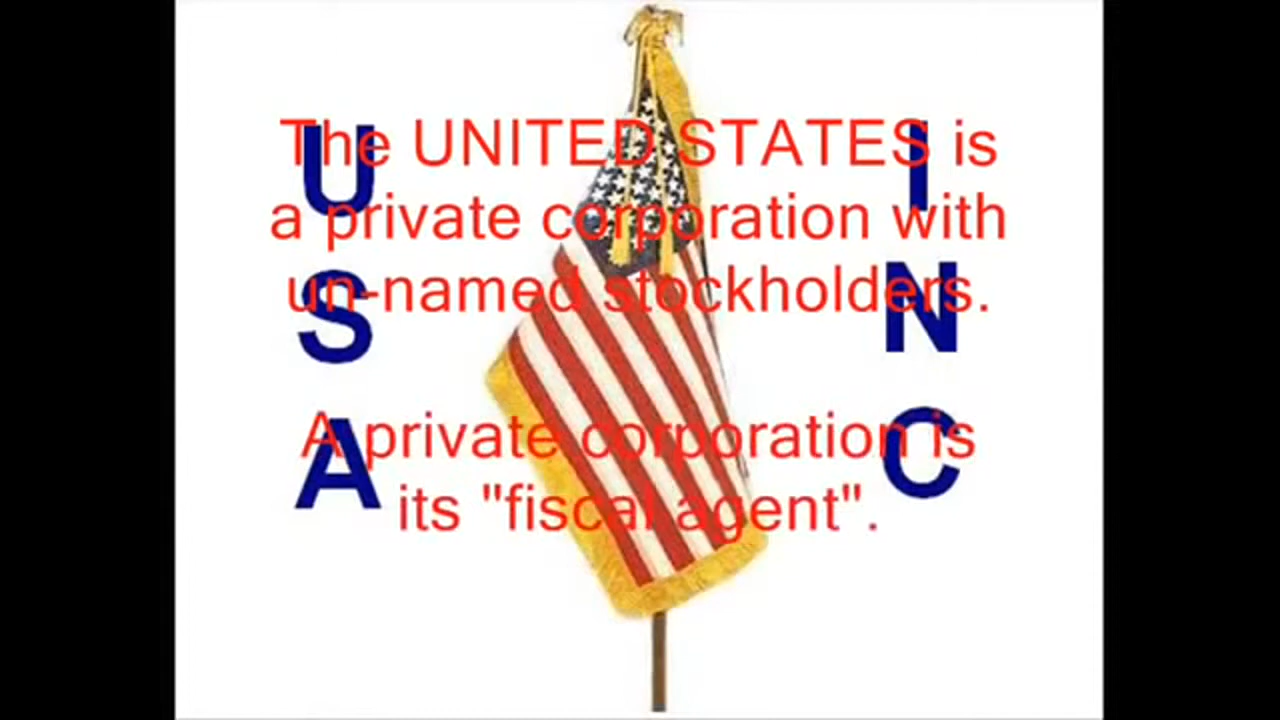 The UNITED STATES is
a private corporation with
un-named stockholders.
A private corporation is
its "fiscal agent".
U
S
A
I
N
C